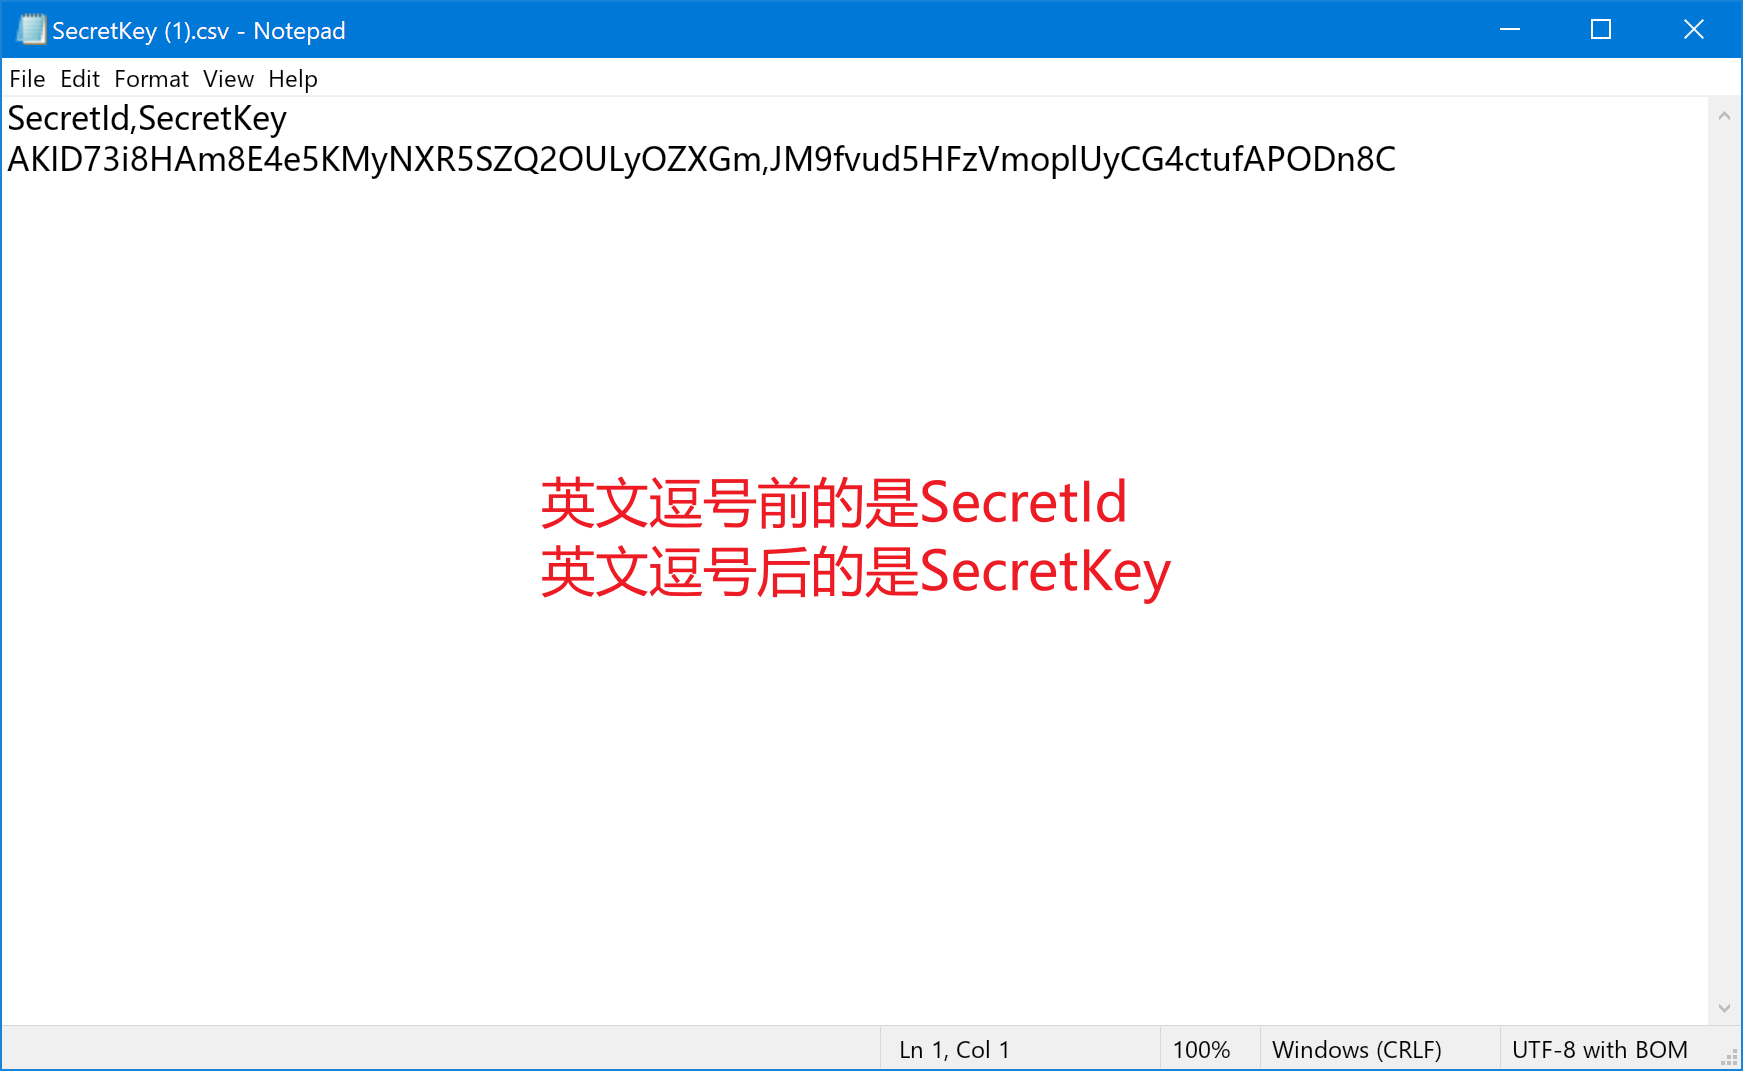 SecretKey (1).csv - Notepad
File Edit Format View Help
SecretId,SecretKey
AKID73i8HAm8E4e5KMyNXR5SZQ2OULyOZXGm,JM9fvud5HFzVmoplUyCG4ctufAPODn8C
英文逗号前的是SecretId
英文逗号后的是SecretKey
Ln 1, Col 1 100% Windows (CRLF) UTF-8 with BOM